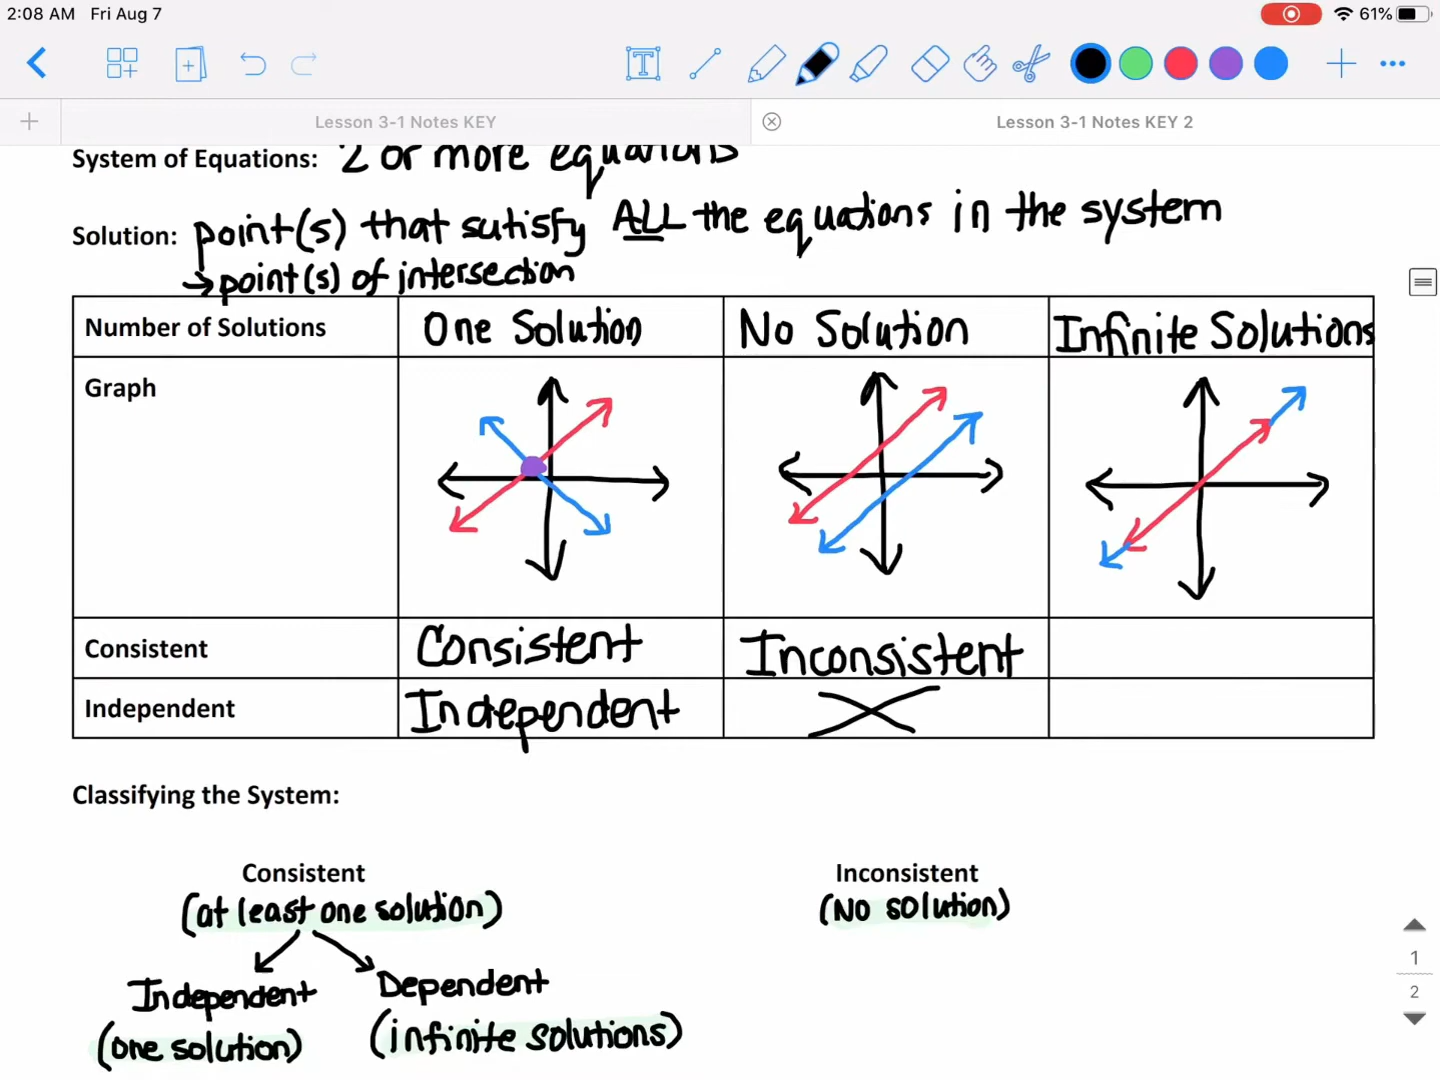 2:08 AM Fri Aug 7 61%
T
Lesson 3-1 Notes KEY
Lesson 3-1 Notes KEY 2
System of Equations: 2 or more equations
Solution: point(s) that satisfy ALL the equations in the system
→ point(s) of intersection
Number of Solutions One Solution No Solution Infinite Solutions
Graph
Consistent Consistent Inconsistent
Independent Independent
Classifying the System:
Consistent Inconsistent
(at least one solution) (No solution)
Independent Dependent
(one solution) (infinite solutions)
1
2